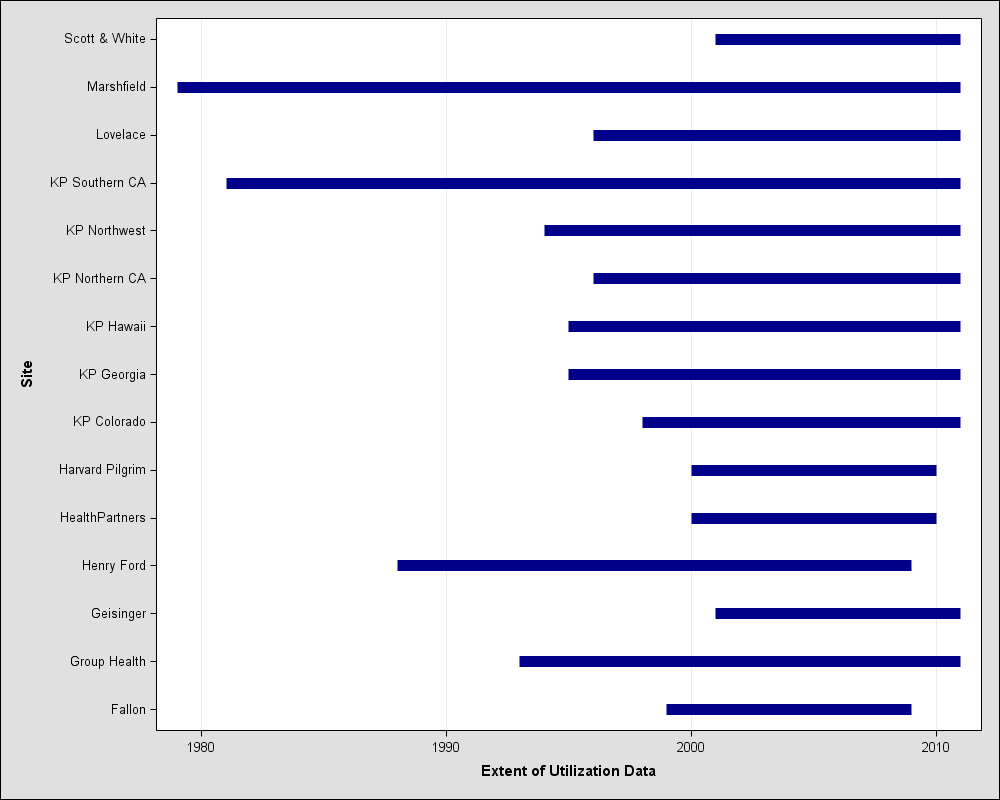 Scott & White
Marshfield
Lovelace
KP Southern CA
KP Northwest
KP Northern CA
KP Hawaii
KP Georgia
KP Colorado
Harvard Pilgrim
HealthPartners
Henry Ford
Geisinger
Group Health
Fallon
Site
1980 1990 2000 2010
Extent of Utilization Data